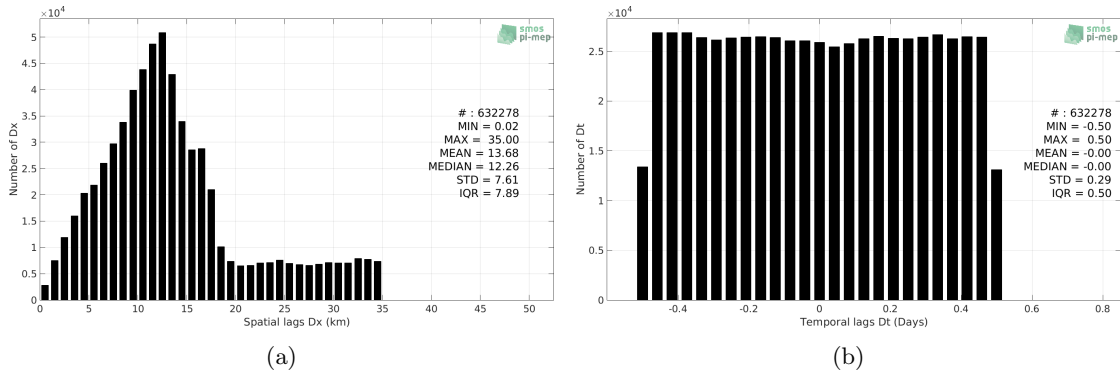 ×10⁴
5
4.5
4
3.5
3
2.5
2
1.5
1
0.5
0
Number of Dx
0 5 10 15 20 25 30 35 40 45 50
Spatial lags Dx (km)
smos
pi-mep
# : 632278
MIN = 0.02
MAX = 35.00
MEAN = 13.68
MEDIAN = 12.26
STD = 7.61
IQR = 7.89
(a)
×10⁴
2.5
2
1.5
1
0.5
0
Number of Dt
-0.4 -0.2 0 0.2 0.4 0.6 0.8
Temporal lags Dt (Days)
smos
pi-mep
# : 632278
MIN = -0.50
MAX = 0.50
MEAN = -0.00
MEDIAN = -0.00
STD = 0.29
IQR = 0.50
(b)